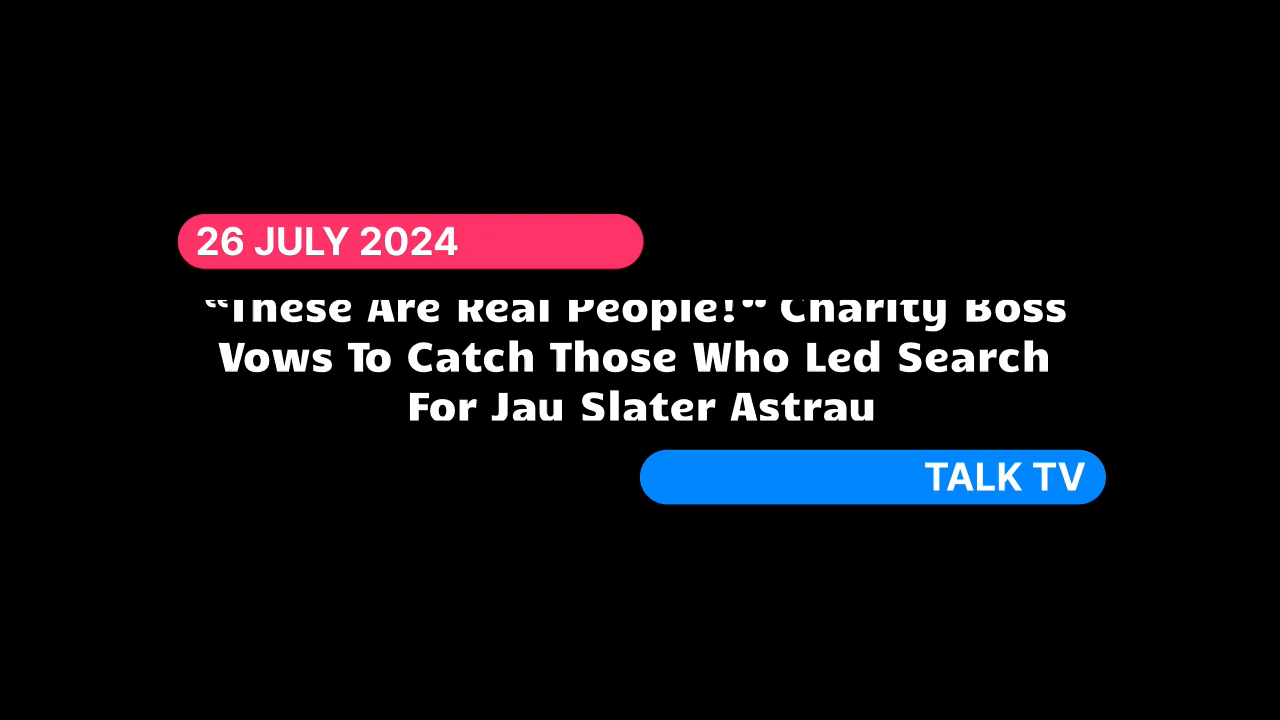 26 JULY 2024
“These Are Real People!” Charity Boss
Vows To Catch Those Who Led Search
For Jay Slater Astray
TALK TV